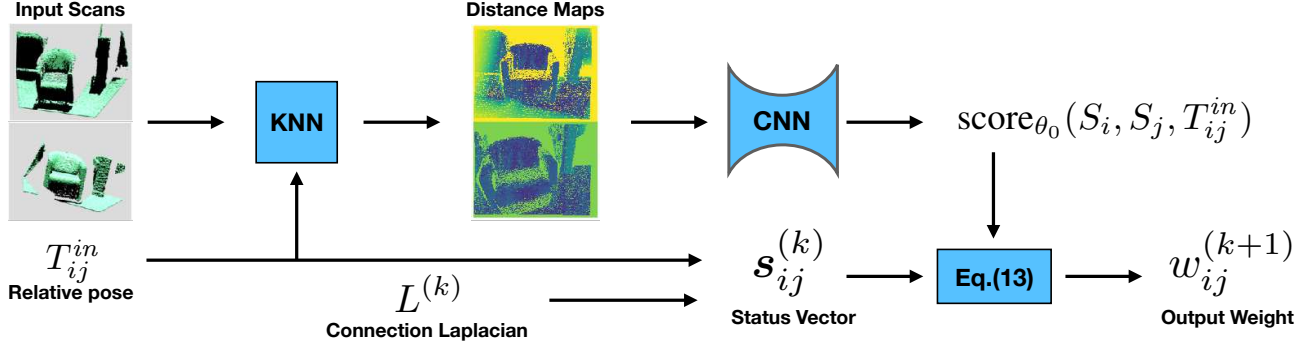 Input Scans
Distance Maps
KNN
CNN
score_{θ_0}(S_i, S_j, T_{ij}^{in})
T_{ij}^{in}
Relative pose
L^{(k)}
Connection Laplacian
s_{ij}^{(k)}
Status Vector
Eq.(13)
w_{ij}^{(k+1)}
Output Weight